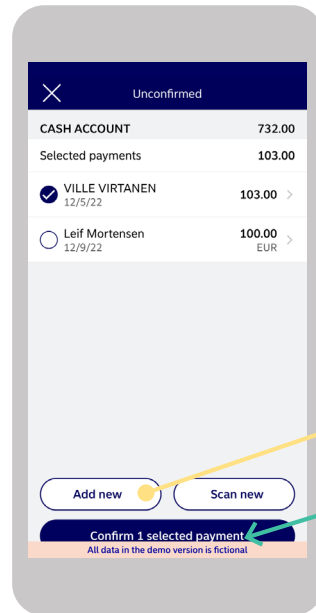 Unconfirmed
CASH ACCOUNT 732.00
Selected payments 103.00
VILLE VIRTANEN 103.00
12/5/22
Leif Mortensen 100.00
12/9/22 EUR
Add new Scan new
Confirm 1 selected payment
All data in the demo version is fictional